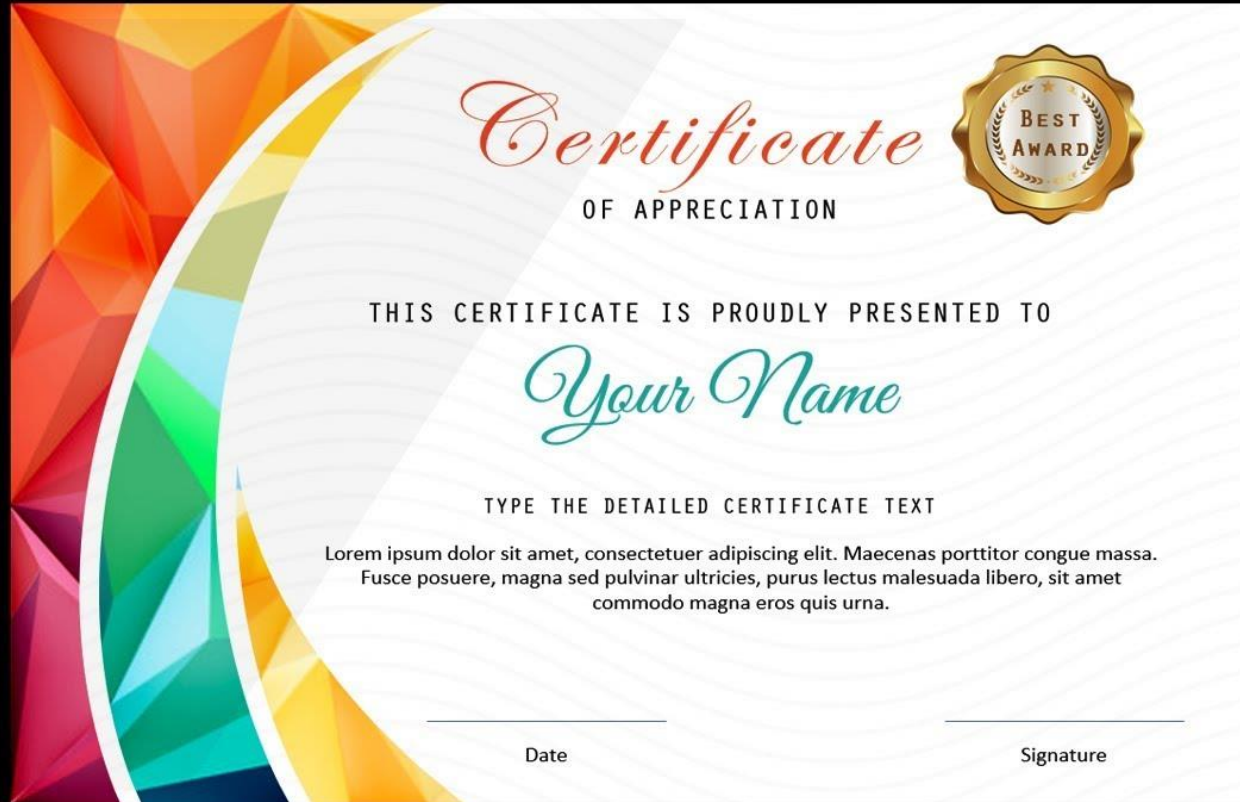 Certificate
BEST
AWARD
OF APPRECIATION
THIS CERTIFICATE IS PROUDLY PRESENTED TO
Your Name
TYPE THE DETAILED CERTIFICATE TEXT
Lorem ipsum dolor sit amet, consectetuer adipiscing elit. Maecenas porttitor congue massa.
Fusce posuere, magna sed pulvinar ultricies, purus lectus malesuada libero, sit amet
commodo magna eros quis urna.
Date
Signature